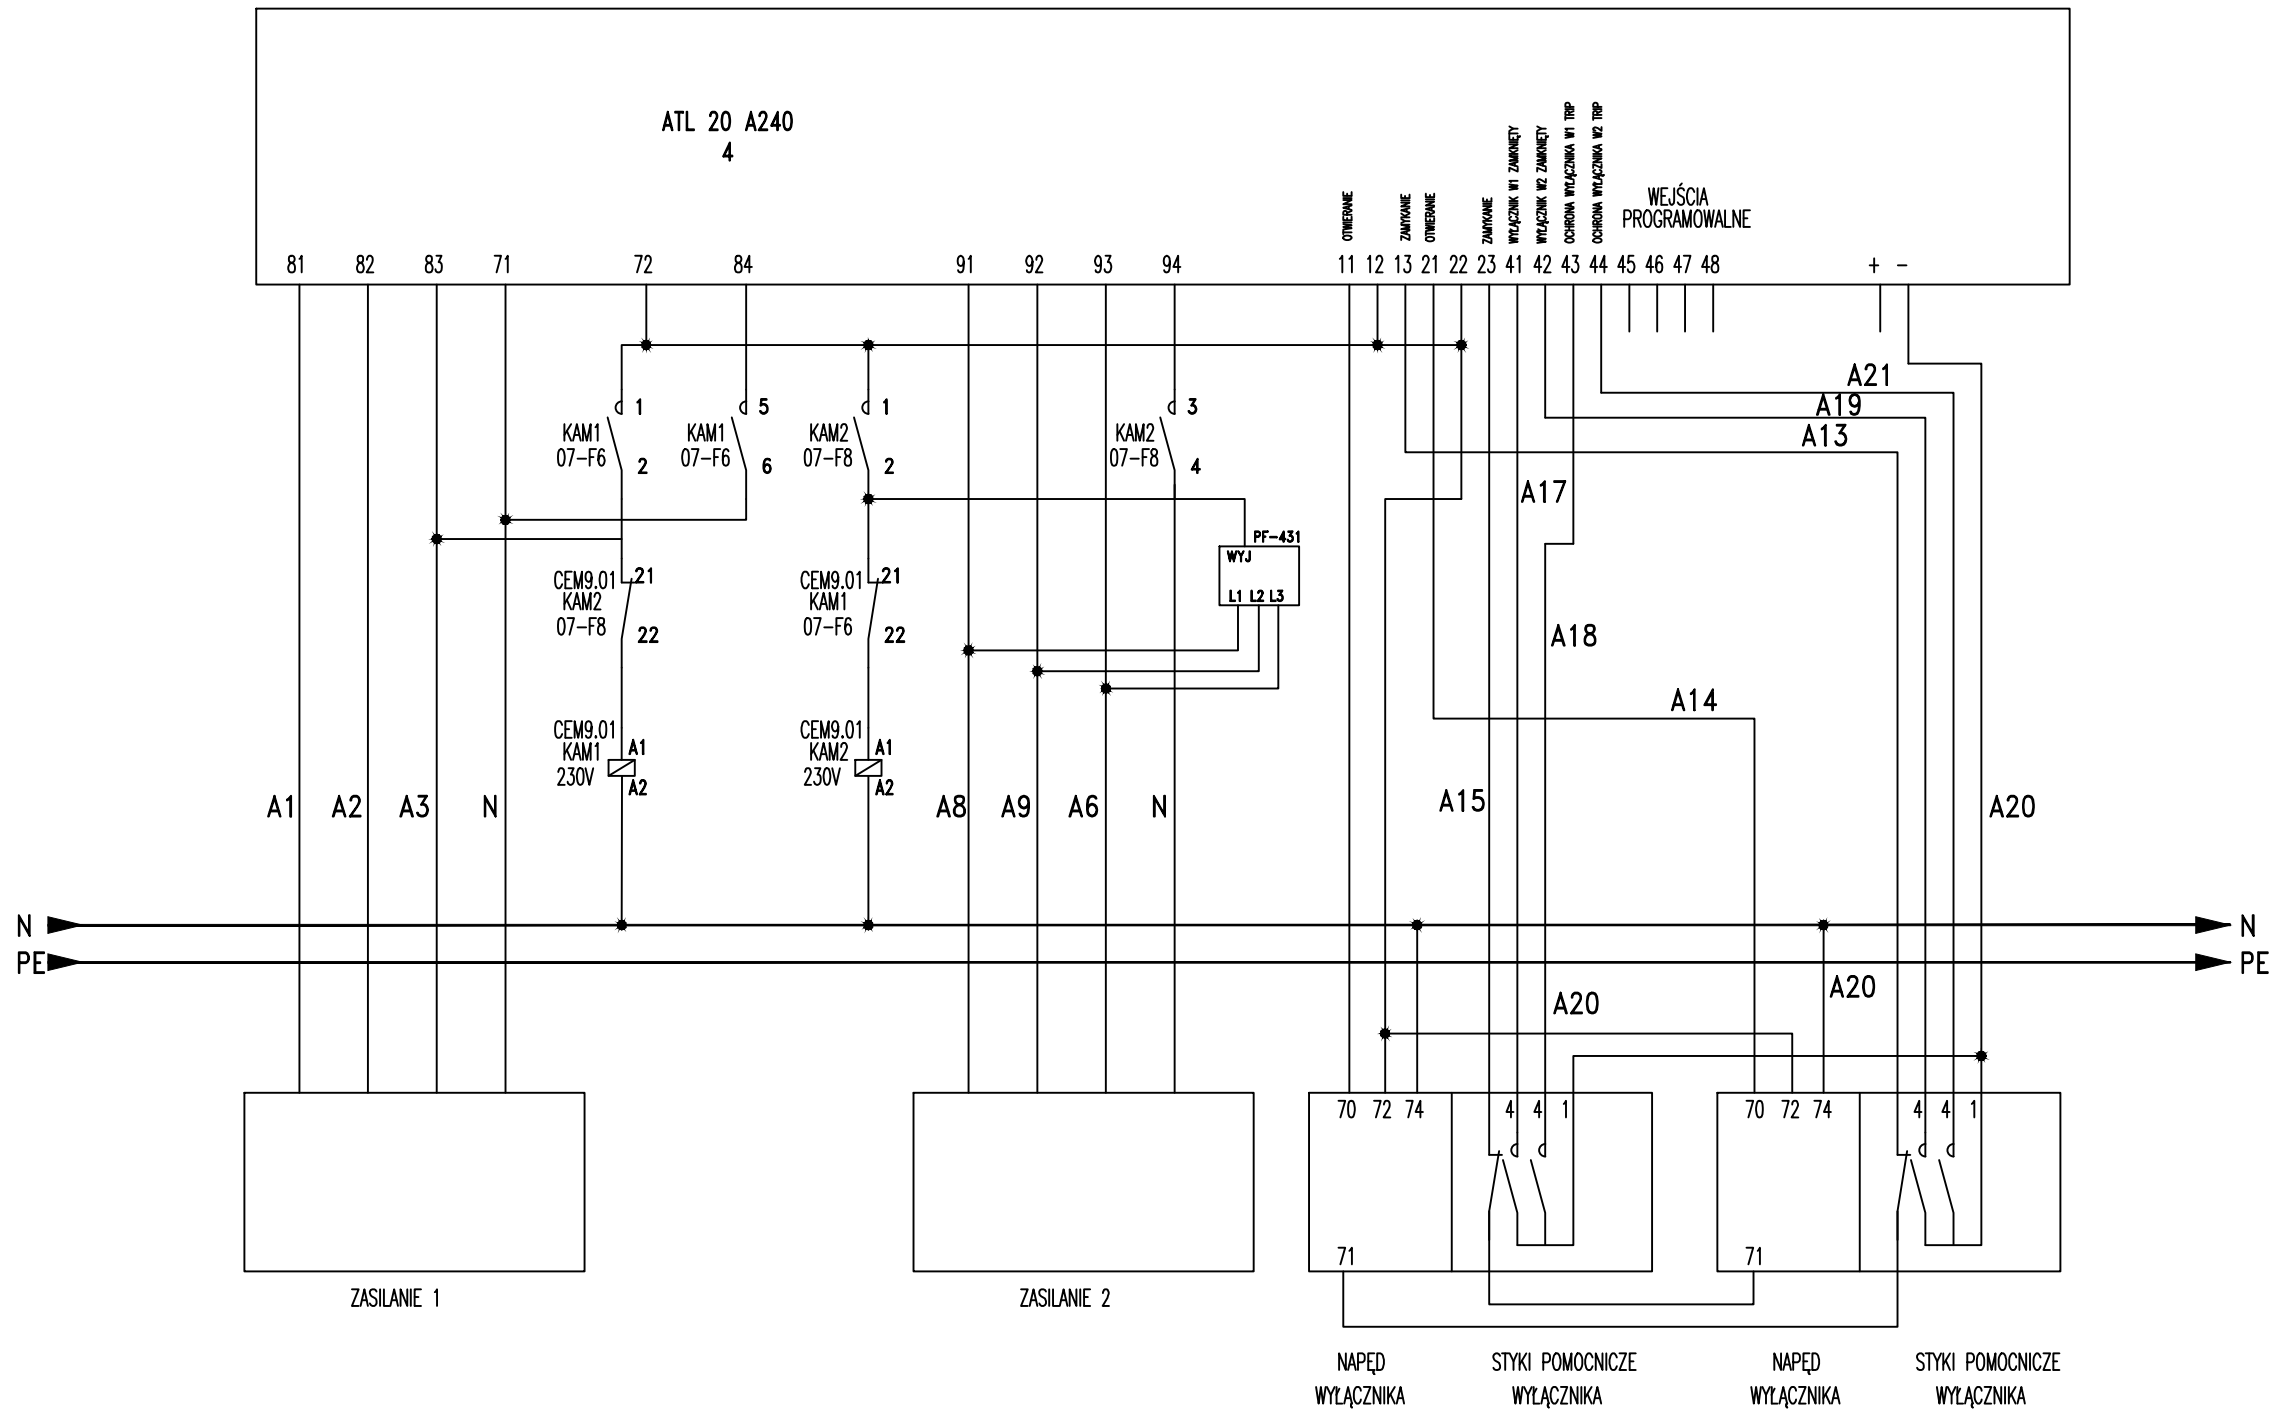 ATL 20 A240
4
OTWIERANIE
ZAMYKANIE
OTWIERANIE
ZAMYKANIE
WYŁĄCZNIK W1 ZAMKNIĘTY
WYŁĄCZNIK W2 ZAMKNIĘTY
OCHRONA WYŁĄCZNIKA W1 TRIP
OCHRONA WYŁĄCZNIKA W2 TRIP
WEJŚCIA
PROGRAMOWALNE
81 82 83 71 72 84 91 92 93 94 11 12 13 21 22 23 41 42 43 44 45 46 47 48 + -
A21
A19
A13
1 5 1 3
KAM1 KAM1 KAM2 KAM2
07-F6 07-F6 07-F8 07-F8
2 6 2 4
A17
PF-431
WYJ
L1 L2 L3
CEM9.01 21 CEM9.01 21
KAM2 KAM1
07-F8 22 07-F6 22
A18
A14
CEM9.01 CEM9.01
KAM1 A1 KAM2 A1
230V A2 230V A2
A1 A2 A3 N A8 A9 A6 N A15 A20
N N
PE PE
A20 A20
70 72 74 4 4 1 70 72 74 4 4 1
71 71
ZASILANIE 1 ZASILANIE 2
NAPĘD STYKI POMOCNICZE NAPĘD STYKI POMOCNICZE
WYŁĄCZNIKA WYŁĄCZNIKA WYŁĄCZNIKA WYŁĄCZNIKA